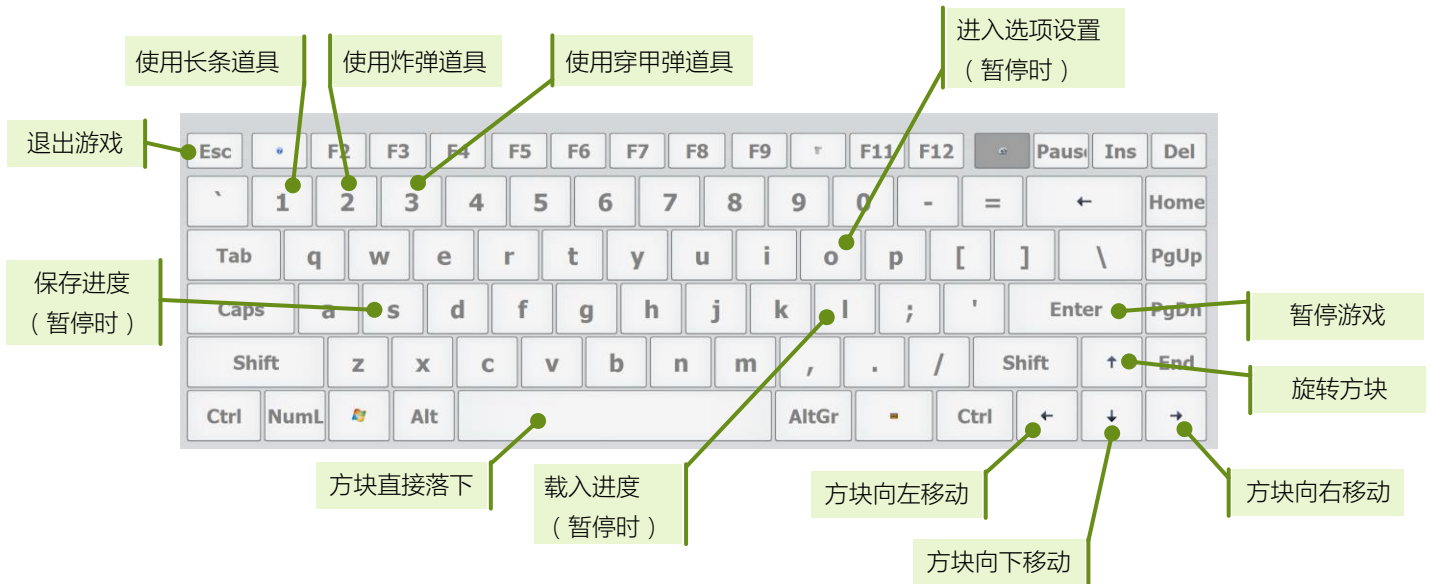 进入选项设置
（暂停时）
使用长条道具
使用炸弹道具
使用穿甲弹道具
退出游戏
Esc F2 F3 F4 F5 F6 F7 F8 F9 F11 F12 Paus Ins Del
` 1 2 3 4 5 6 7 8 9 0 - = ← Home
Tab q w e r t y u i o p [ ] \ PgUp
Caps a s d f g h j k l ; ' Enter PgDn
Shift z x c v b n m , . / Shift ↑ End
Ctrl NumL Alt AltGr Ctrl ← ↓ →
保存进度
（暂停时）
暂停游戏
旋转方块
方块直接落下
载入进度
（暂停时）
方块向左移动
方块向右移动
方块向下移动